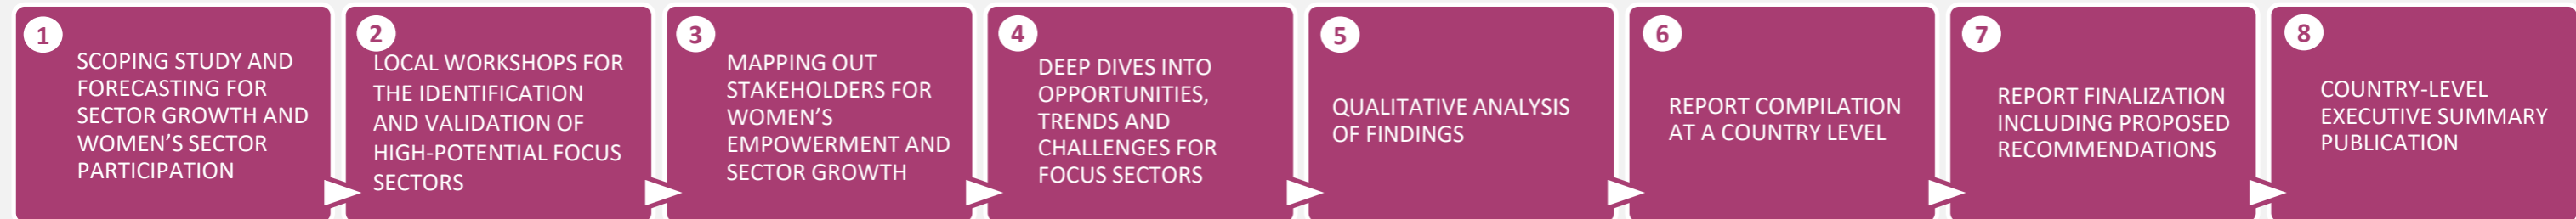 1
SCOPING STUDY AND
FORECASTING FOR
SECTOR GROWTH AND
WOMEN'S SECTOR
PARTICIPATION
2
LOCAL WORKSHOPS FOR
THE IDENTIFICATION
AND VALIDATION OF
HIGH-POTENTIAL FOCUS
SECTORS
3
MAPPING OUT
STAKEHOLDERS FOR
WOMEN'S
EMPOWERMENT AND
SECTOR GROWTH
4
DEEP DIVES INTO
OPPORTUNITIES,
TRENDS AND
CHALLENGES FOR
FOCUS SECTORS
5
QUALITATIVE ANALYSIS
OF FINDINGS
6
REPORT COMPILATION
AT A COUNTRY LEVEL
7
REPORT FINALIZATION
INCLUDING PROPOSED
RECOMMENDATIONS
8
COUNTRY-LEVEL
EXECUTIVE SUMMARY
PUBLICATION